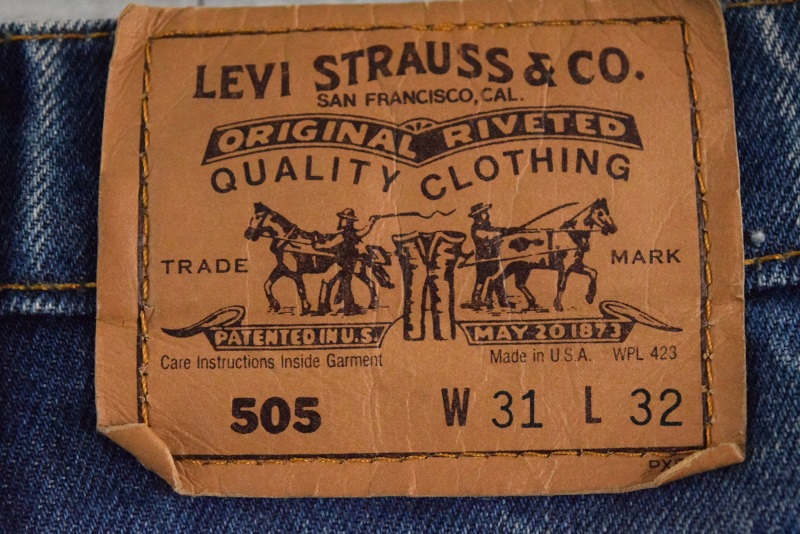 LEVI STRAUSS & CO.
SAN FRANCISCO, CAL.
ORIGINAL RIVETED
QUALITY CLOTHING
TRADE MARK
PATENTED IN U.S. MAY 20 1873
Care Instructions Inside Garment Made in U.S.A. WPL 423
505 W 31 L 32